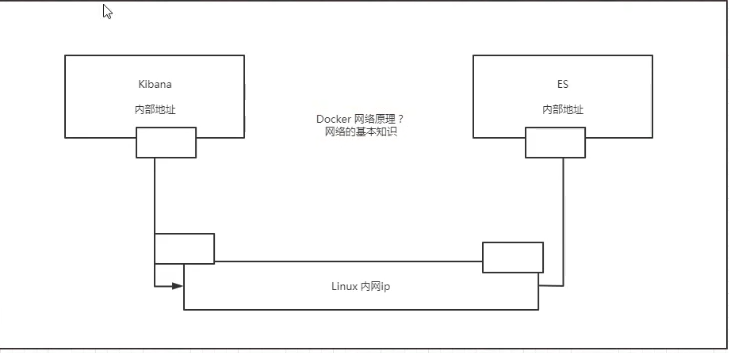 Kibana
内部地址
ES
内部地址
Docker 网络原理？
网络的基本知识
Linux 内网ip